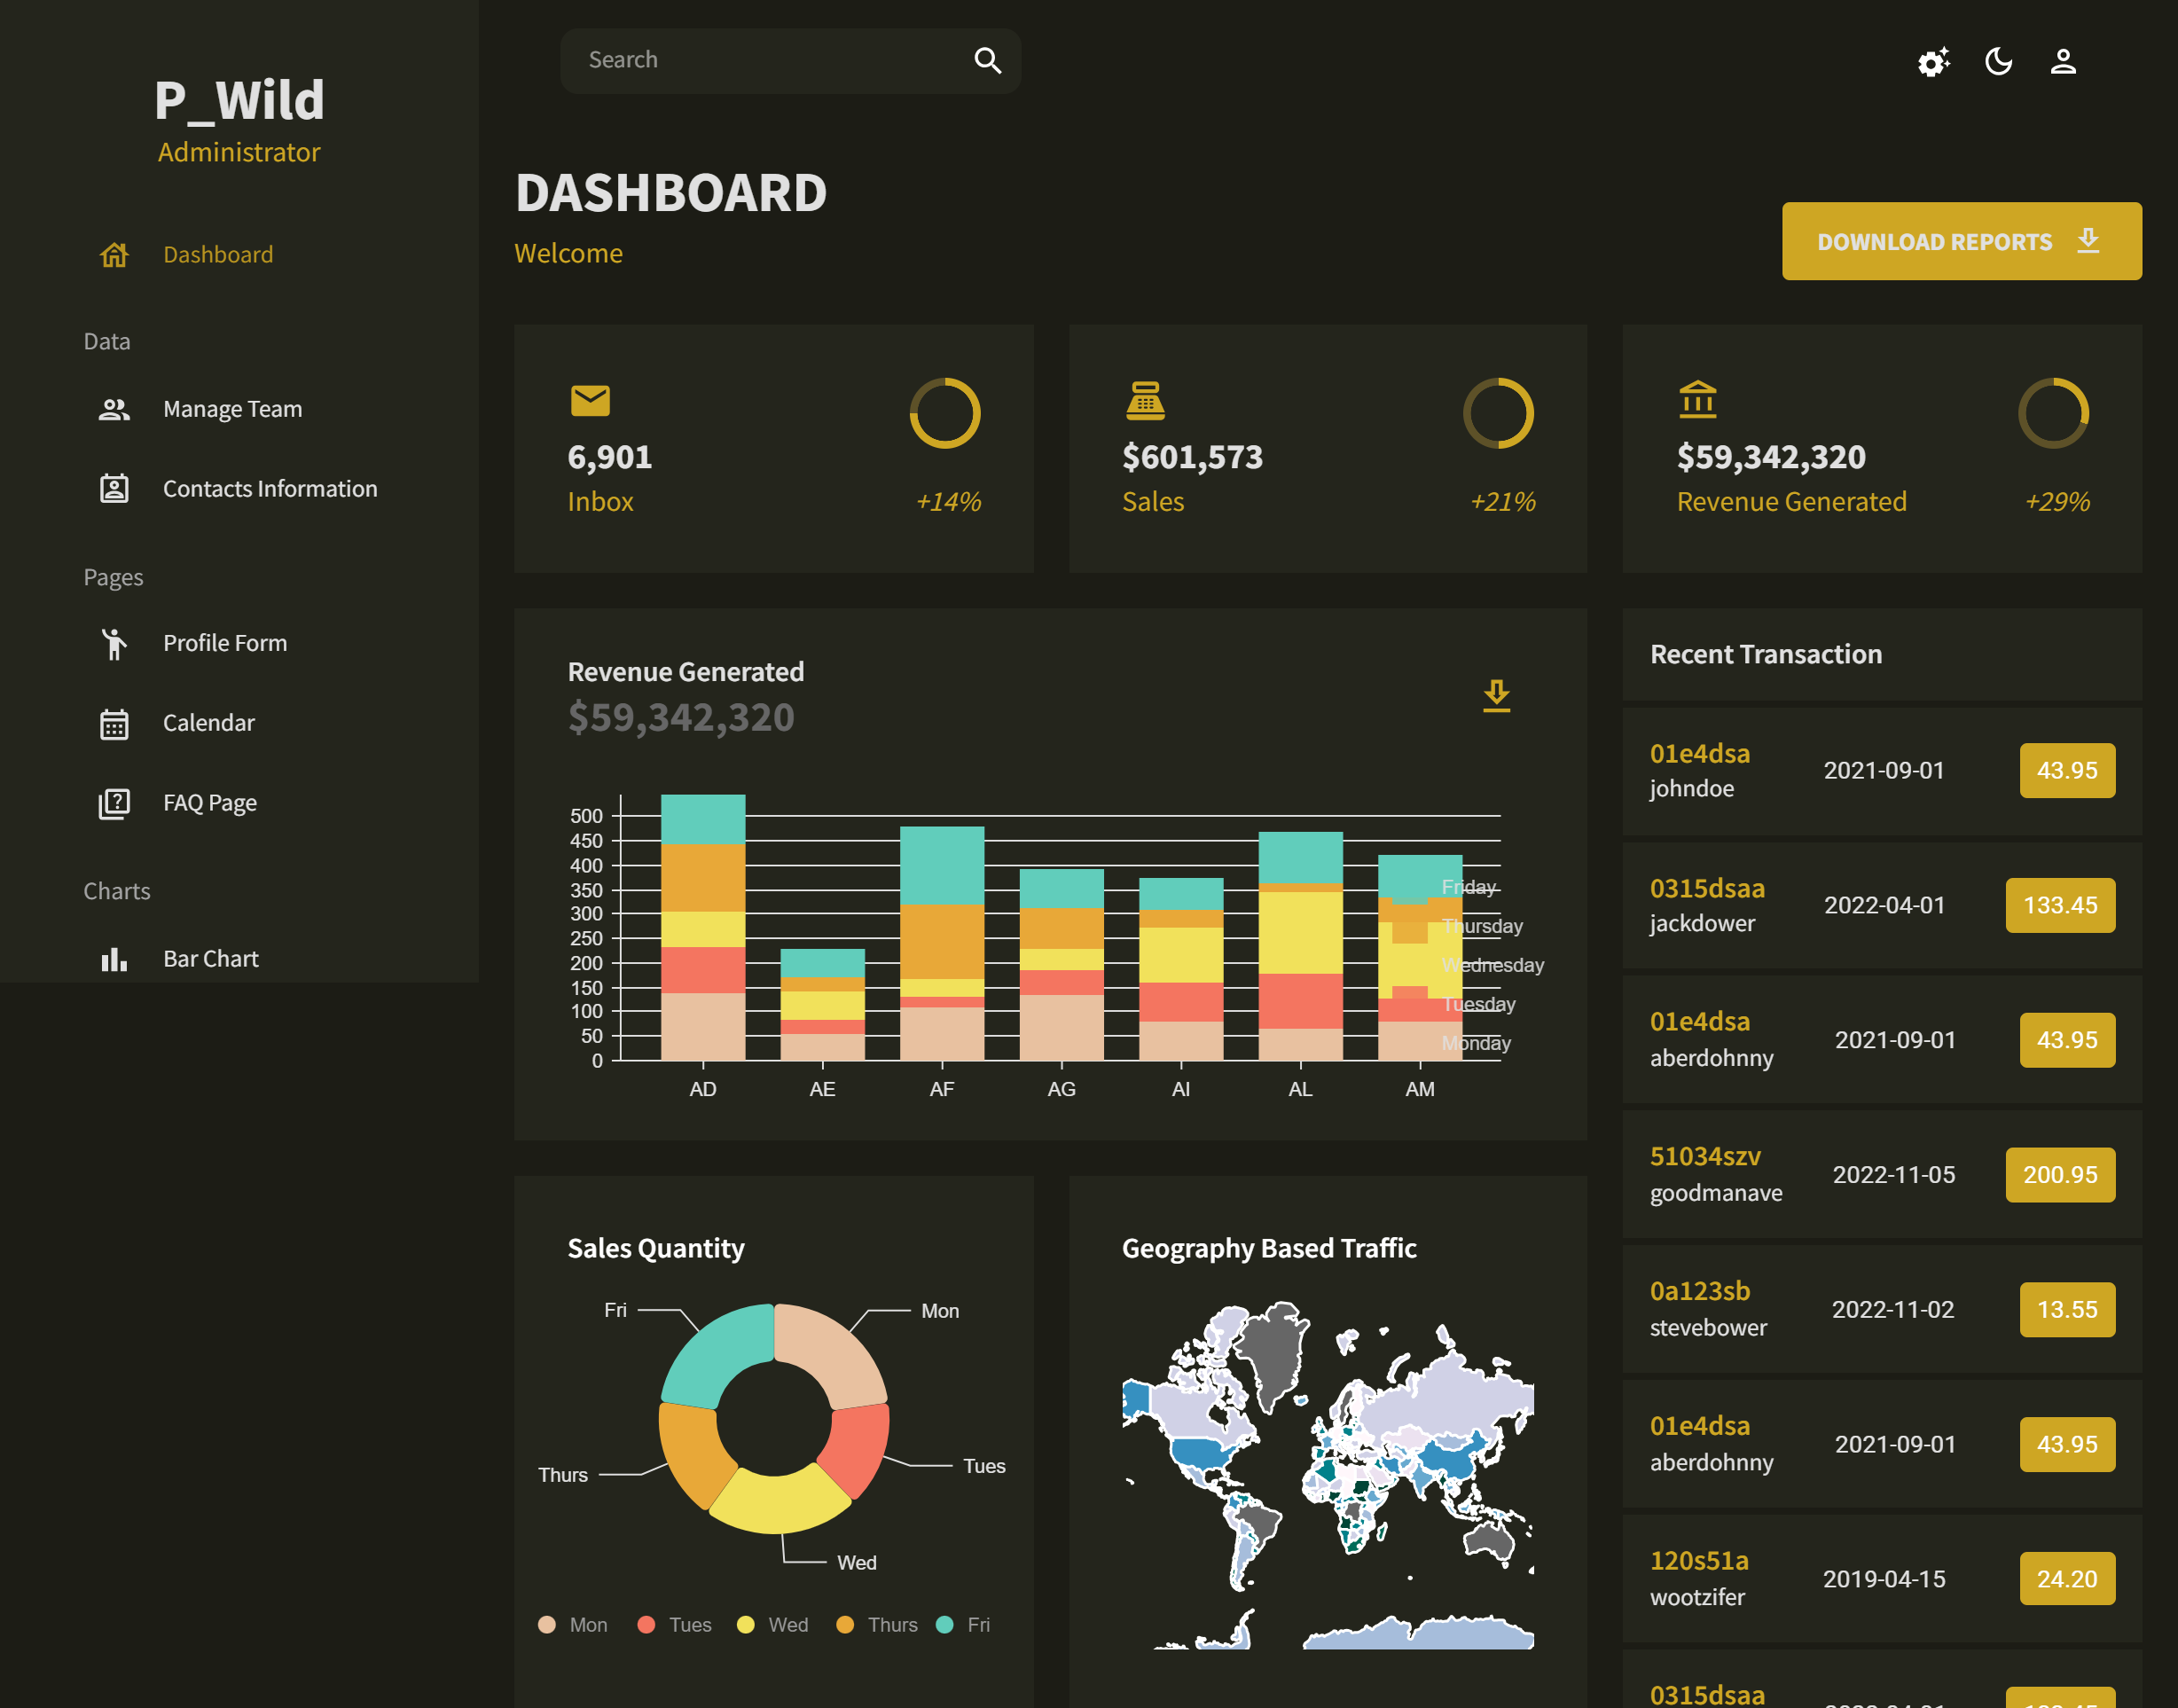 P_Wild
Administrator
Dashboard
Data
Manage Team
Contacts Information
Pages
Profile Form
Calendar
FAQ Page
Charts
Bar Chart
Search
DASHBOARD
Welcome
DOWNLOAD REPORTS
6,901
Inbox +14%
$601,573
Sales +21%
$59,342,320
Revenue Generated +29%
Revenue Generated
$59,342,320
500
450
400
350
300
250
200
150
100
50
0
AD AE AF AG AI AL AM
Friday
Thursday
Wednesday
Tuesday
Monday
Sales Quantity
Fri
Mon
Thurs
Tues
Wed
Mon Tues Wed Thurs Fri
Geography Based Traffic
Recent Transaction
01e4dsa
johndoe
2021-09-01
43.95
0315dsaa
jackdower
2022-04-01
133.45
01e4dsa
aberdohnny
2021-09-01
43.95
51034szv
goodmanave
2022-11-05
200.95
0a123sb
stevebower
2022-11-02
13.55
01e4dsa
aberdohnny
2021-09-01
43.95
120s51a
wootzifer
2019-04-15
24.20
0315dsaa